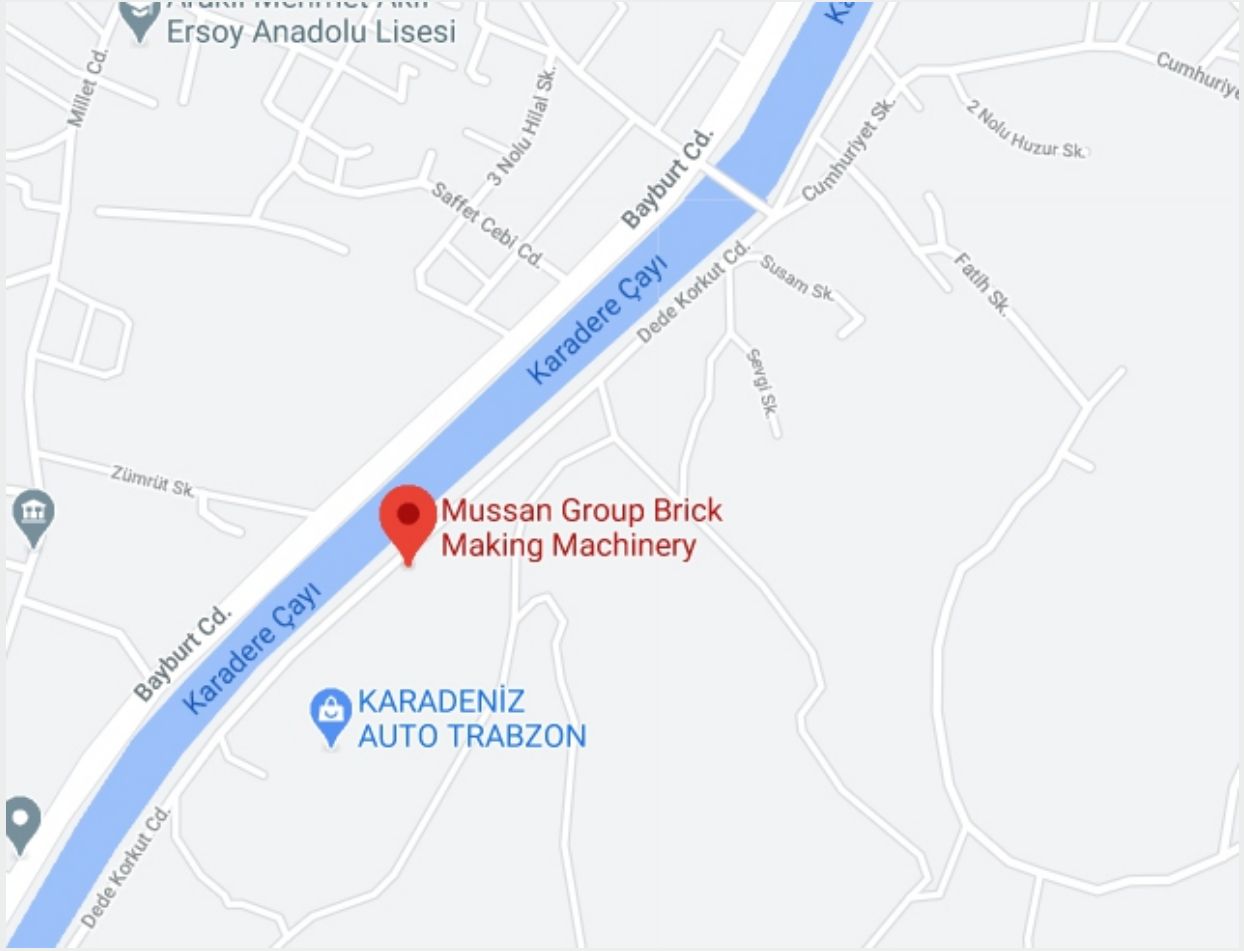 Ersoy Anadolu Lisesi
Millet Cd.
3 Nolu Hilal Sk.
Saffet Cebi Cd.
Bayburt Cd.
Cumhuriyet Sk.
2 Nolu Huzur Sk.
Karadere Çayı
Dede Korkut Cd.
Susam Sk.
Fatih Sk.
Sevgi Sk.
Zümrüt Sk.
Mussan Group Brick
Making Machinery
Bayburt Cd.
Karadere Çayı
KARADENİZ
AUTO TRABZON
Dede Korkut Cd.